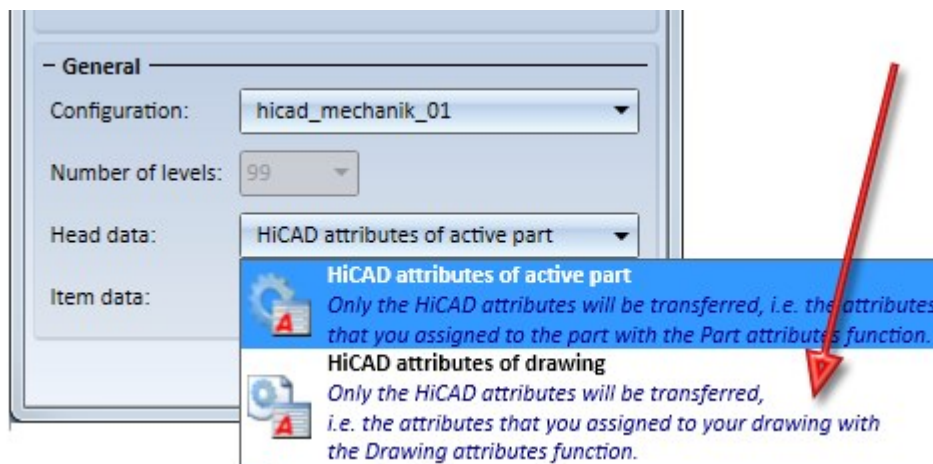 General
Configuration: hicad_mechanik_01
Number of levels: 99
Head data: HiCAD attributes of active part
Item data:
HiCAD attributes of active part
Only the HiCAD attributes will be transferred, i.e. the attributes
that you assigned to the part with the Part attributes function.
HiCAD attributes of drawing
Only the HiCAD attributes will be transferred,
i.e. the attributes that you assigned to your drawing with
the Drawing attributes function.